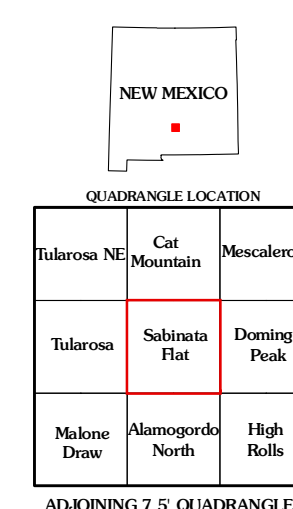 NEW MEXICO
QUADRANGLE LOCATION
Tularosa NE
Cat
Mountain
Mescalero
Tularosa
Sabinata
Flat
Doming
Peak
Malone
Draw
Alamogordo
North
High
Rolls
ADJOINING 7.5' QUADRANGLE